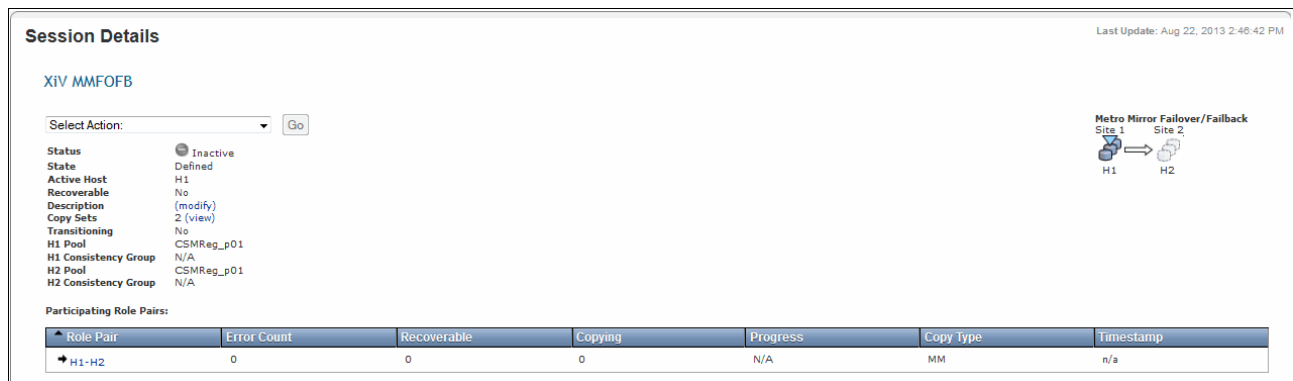 Session Details
Last Update: Aug 22, 2013 2:46:42 PM
XiV MMFOFB
Select Action: Go
Metro Mirror Failover/Failback
Site 1 Site 2
H1 H2
Status Inactive
State Defined
Active Host H1
Recoverable No
Description (modify)
Copy Sets 2 (view)
Transitioning No
H1 Pool CSMReg_p01
H1 Consistency Group N/A
H2 Pool CSMReg_p01
H2 Consistency Group N/A
Participating Role Pairs:
Role Pair Error Count Recoverable Copying Progress Copy Type Timestamp
H1-H2 0 0 0 N/A MM n/a